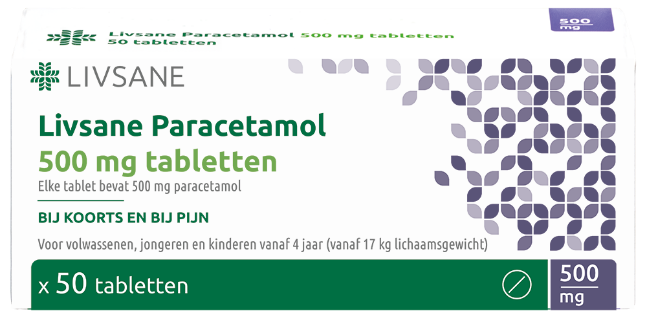 Livsane Paracetamol 500 mg tabletten
50 tabletten
500
mg
LIVSANE
Livsane Paracetamol
500 mg tabletten
Elke tablet bevat 500 mg paracetamol
BIJ KOORTS EN BIJ PIJN
Voor volwassenen, jongeren en kinderen vanaf 4 jaar (vanaf 17 kg lichaamsgewicht)
x 50 tabletten
500
mg